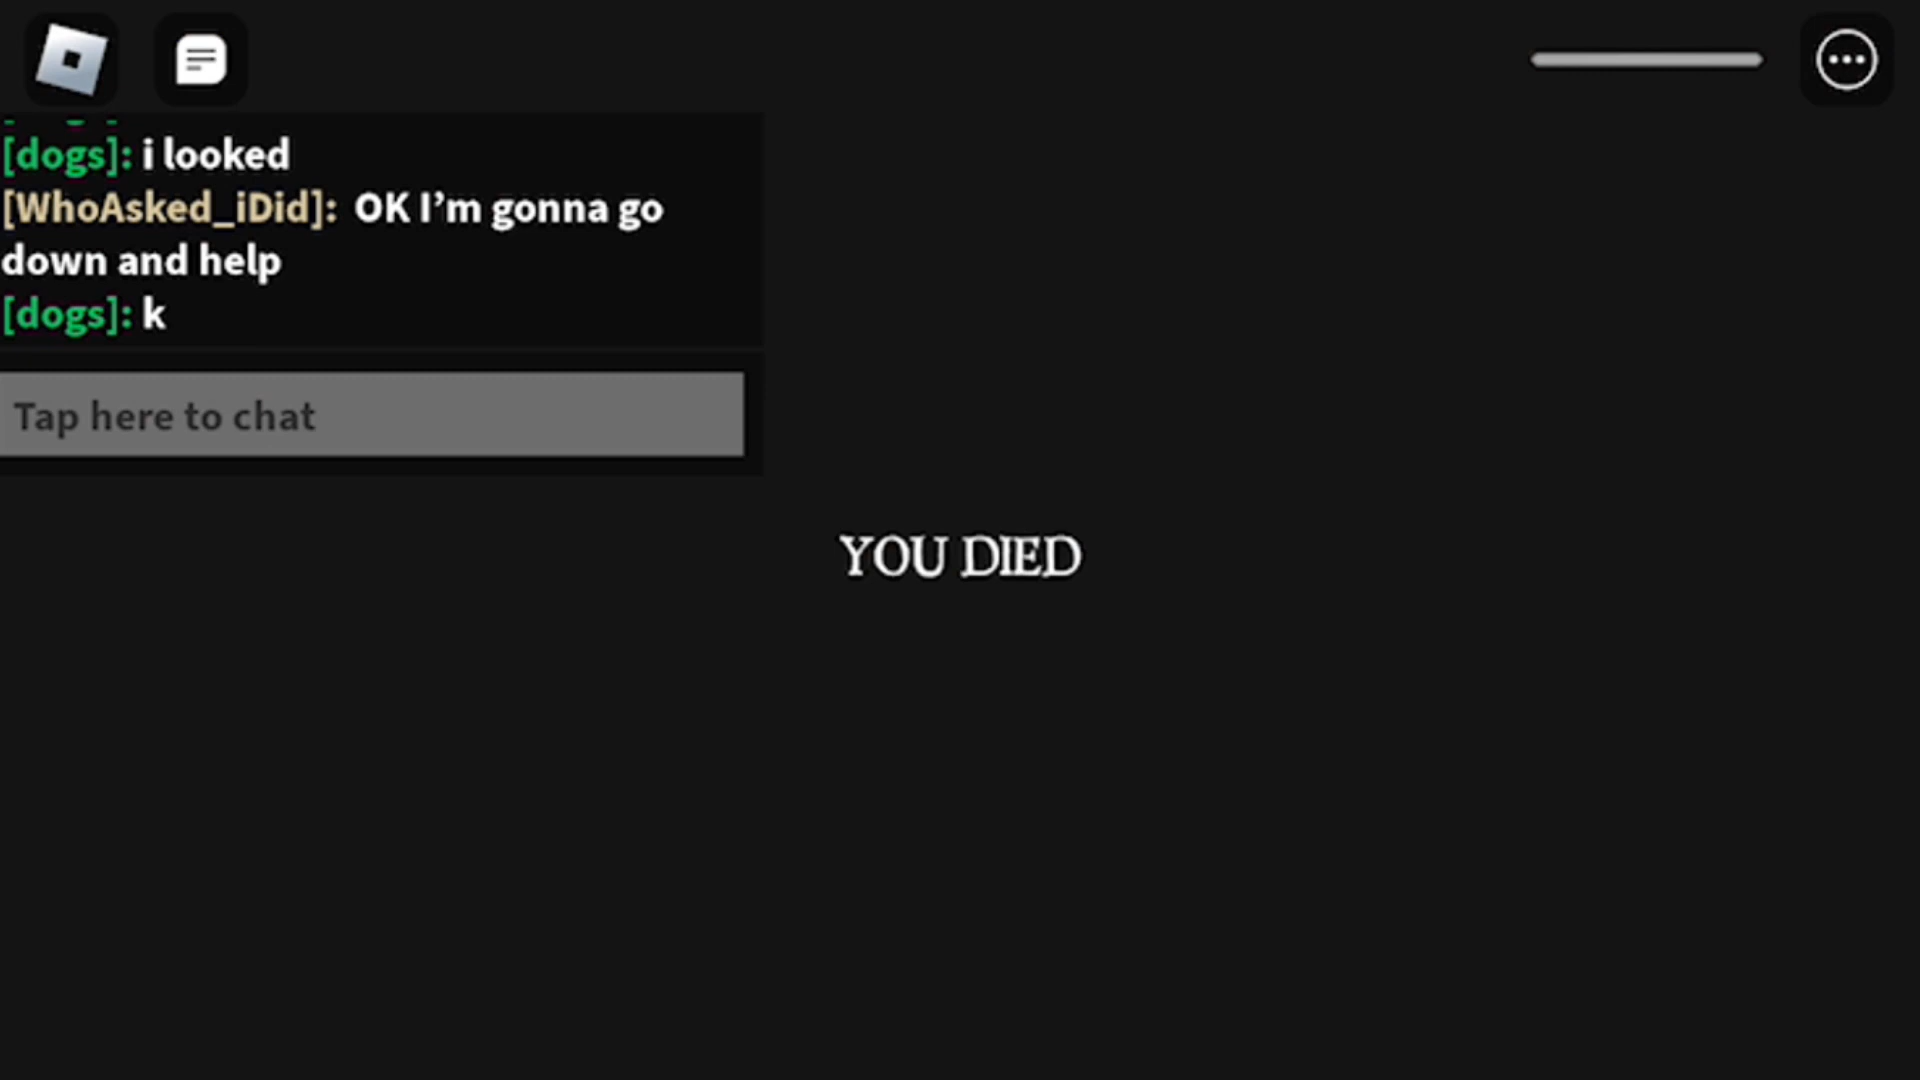 [dogs]: i looked
[WhoAsked_iDid]: OK I’m gonna go
down and help
[dogs]: k
Tap here to chat
YOU DIED